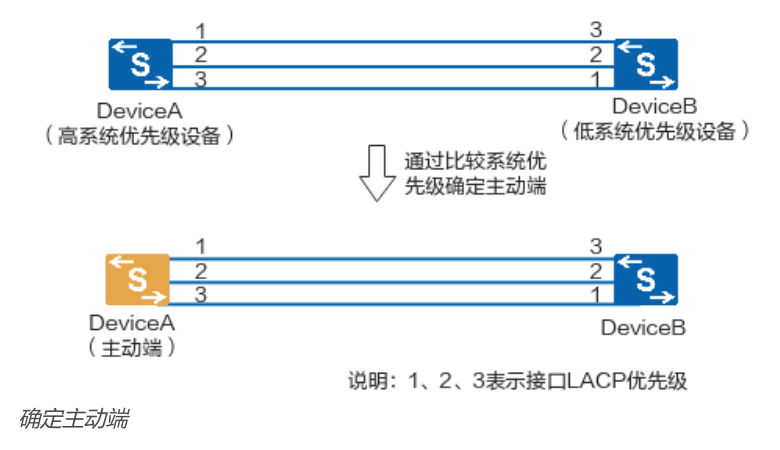 1 3
S 2 2 S
3 1
DeviceA DeviceB
（高系统优先级设备） （低系统优先级设备）
通过比较系统优
先级确定主动端
1 3
S 2 2 S
3 1
DeviceA DeviceB
（主动端）
说明：1、2、3表示接口LACP优先级
确定主动端